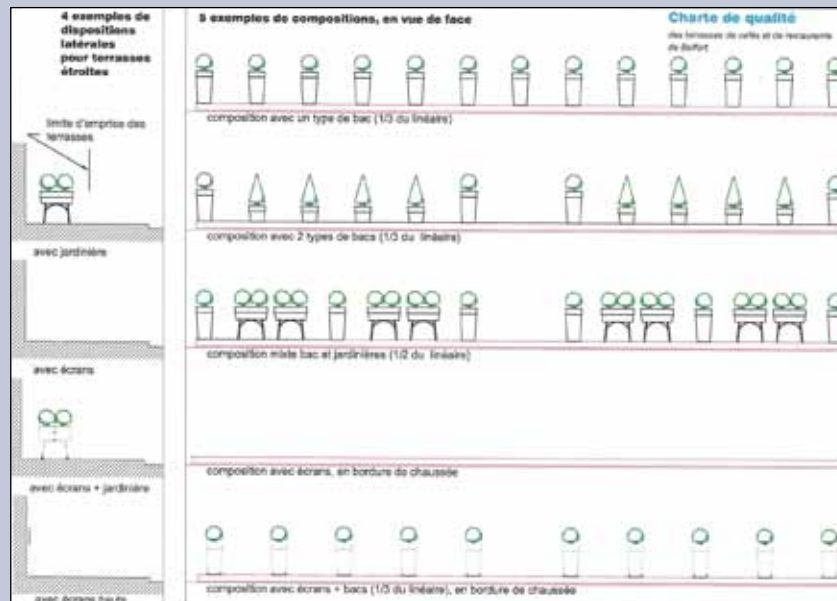 4 exemples de
dispositions
latérales
pour terrasses
étroites
limite d'emprise des
terrasses
avec jardinière
avec écrans
avec écrans + jardinière
avec écrans hauts
5 exemples de compositions, en vue de face
Charte de qualité
des terrasses de cafés et de restaurants
de Belfort
composition avec un type de bac (1/3 du linéaire)
composition avec 2 types de bacs (1/3 du linéaire)
composition mixte bac et jardinières (1/2 du linéaire)
composition avec écrans, en bordure de chaussée
composition avec écrans + bacs (1/3 du linéaire), en bordure de chaussée